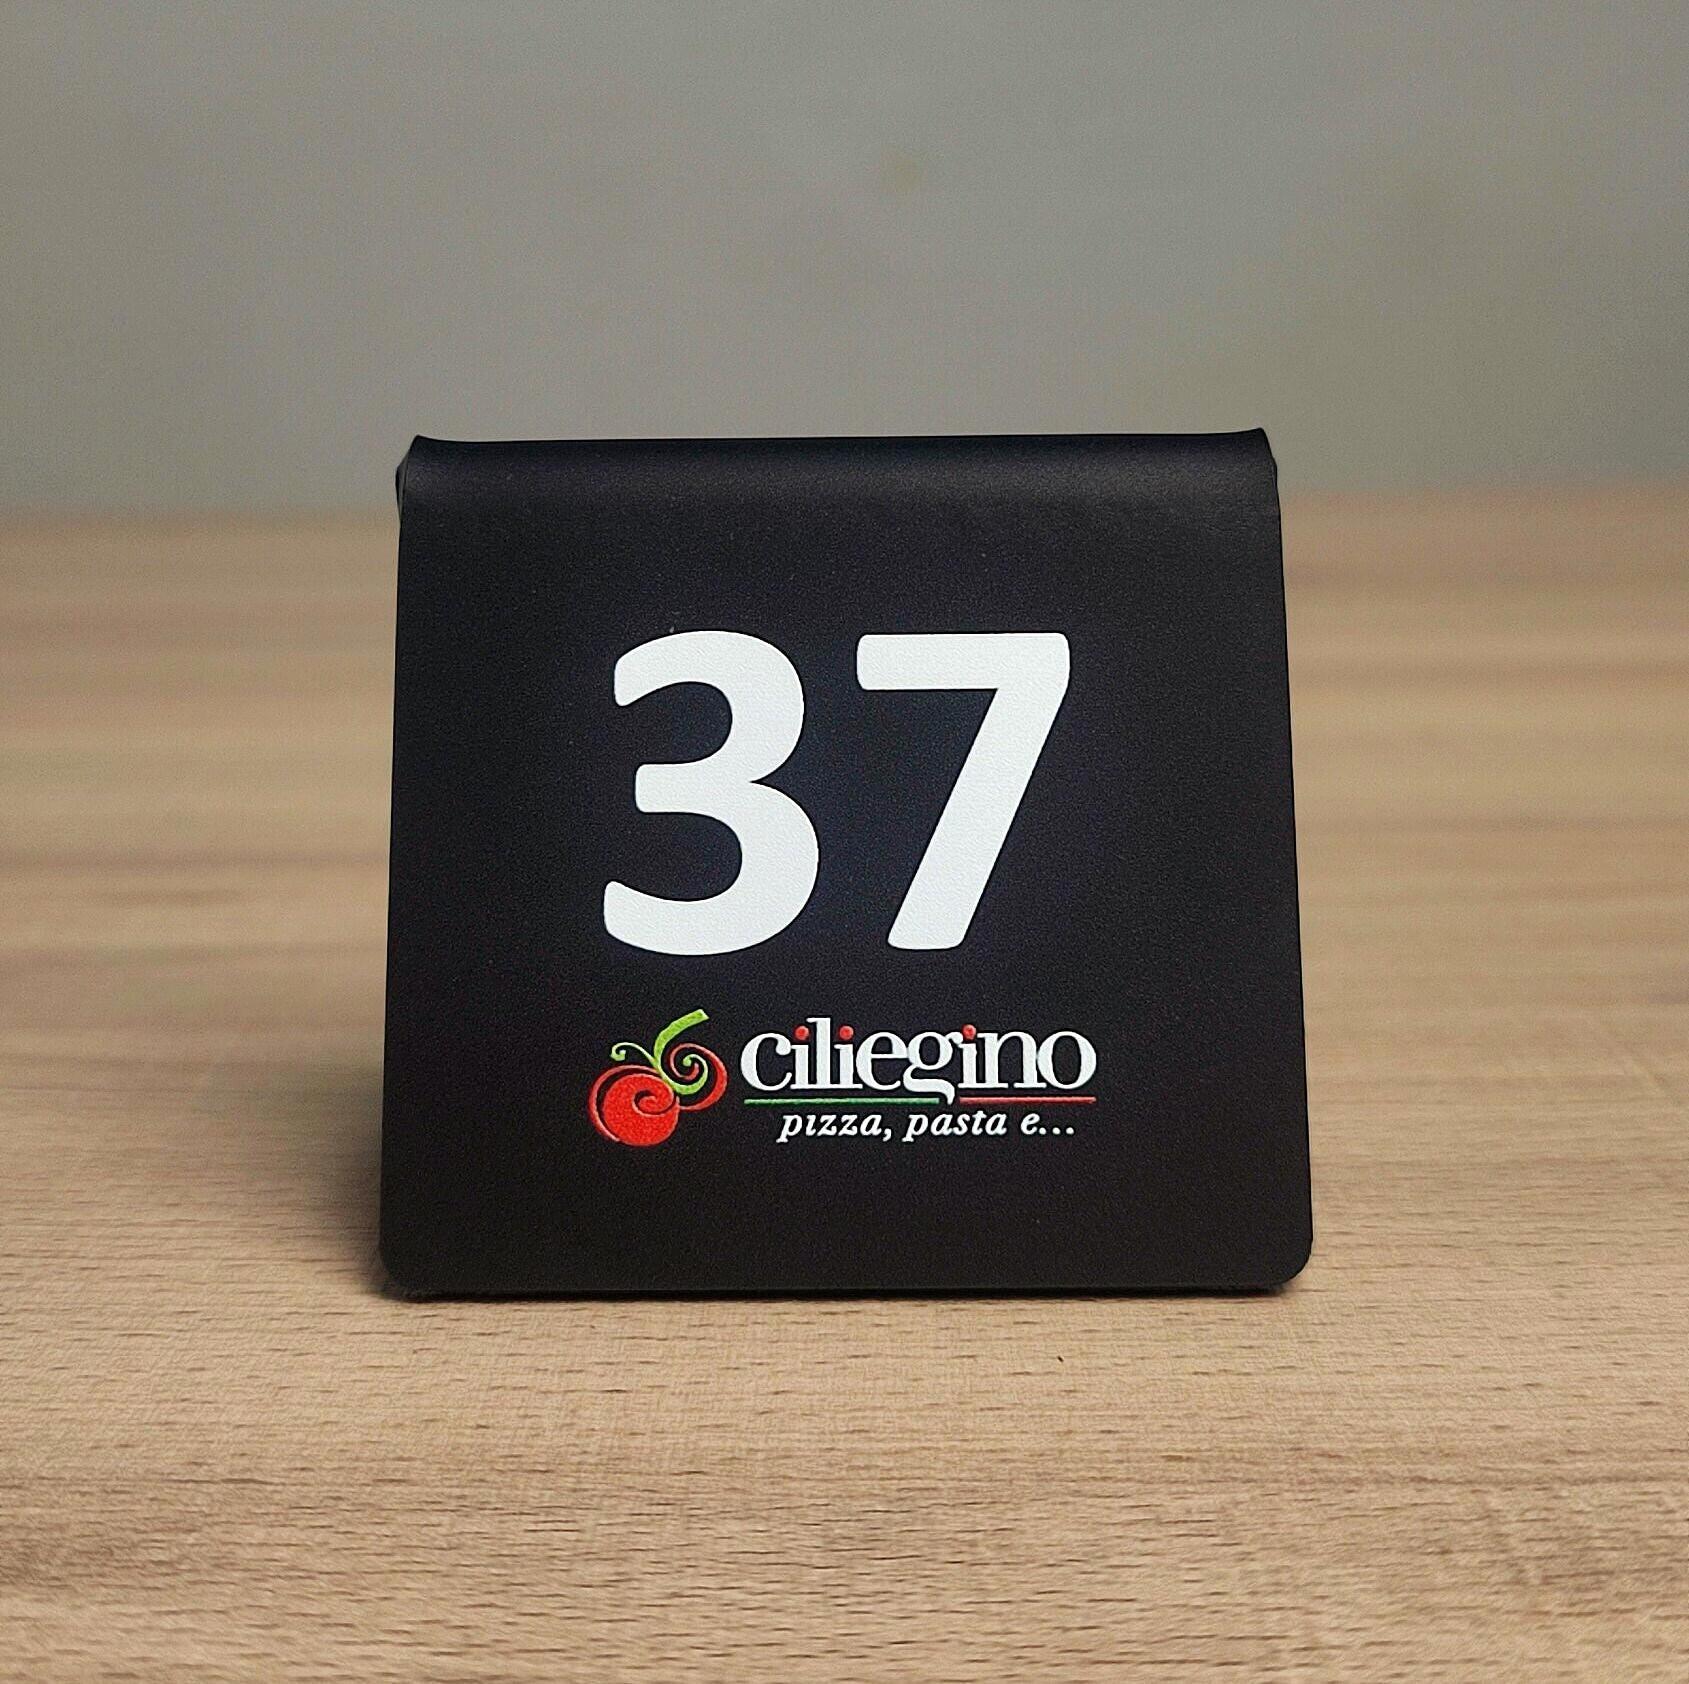 37
ciliegino
pizza, pasta e...